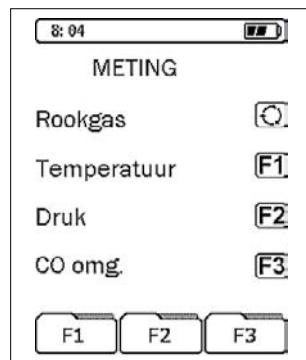 8:04
METING
Rookgas
Temperatuur F1
Druk F2
CO omg. F3
F1 F2 F3